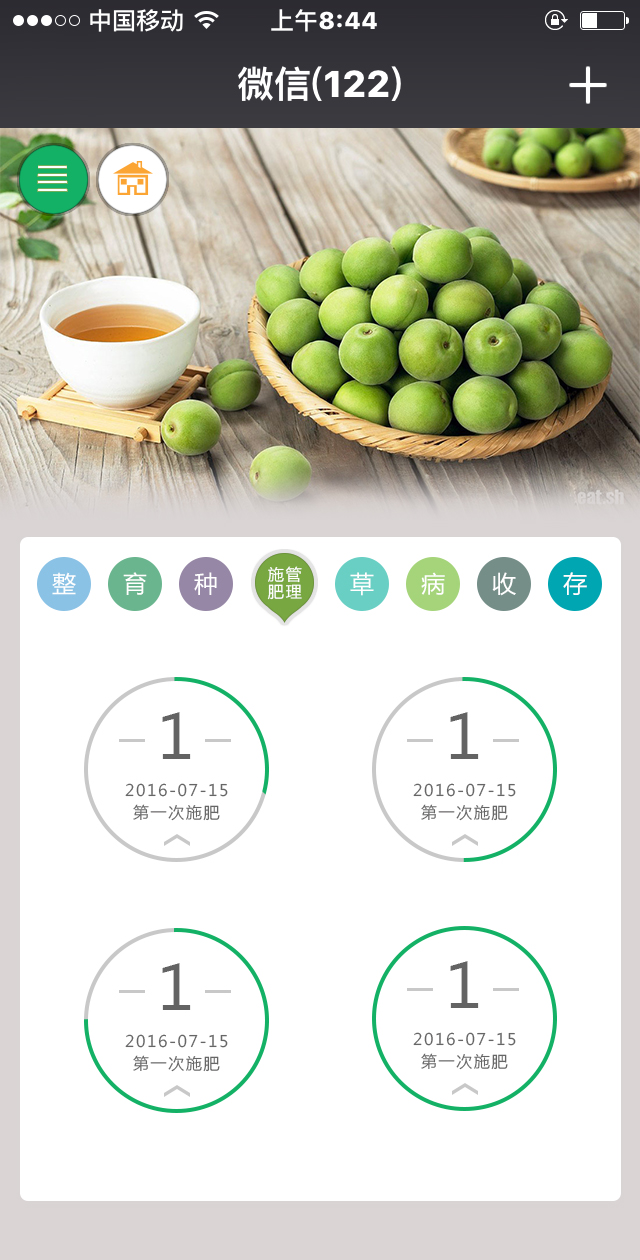 中国移动 上午8:44
微信(122)
eat.sh
整 育 种 施管肥理 草 病 收 存
1 1
2016-07-15 2016-07-15
第一次施肥 第一次施肥
1 1
2016-07-15 2016-07-15
第一次施肥 第一次施肥